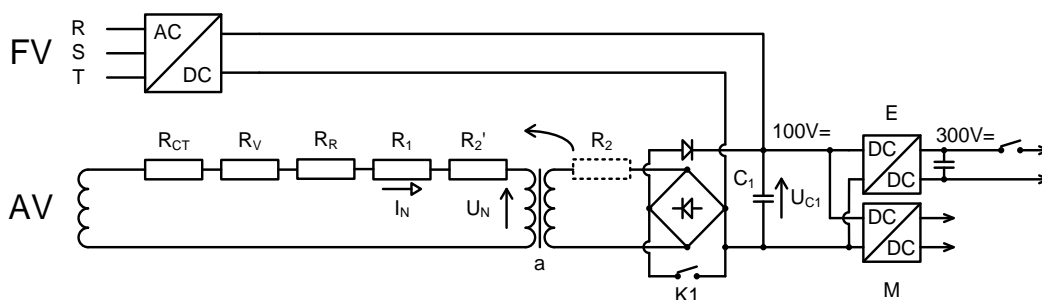 FV
R
S
T
AC
DC
AV
R_CT
R_V
R_R
R_1
R_2'
I_N
U_N
a
R_2
K1
C_1
U_C1
100V=
E
DC
DC
300V=
DC
DC
M